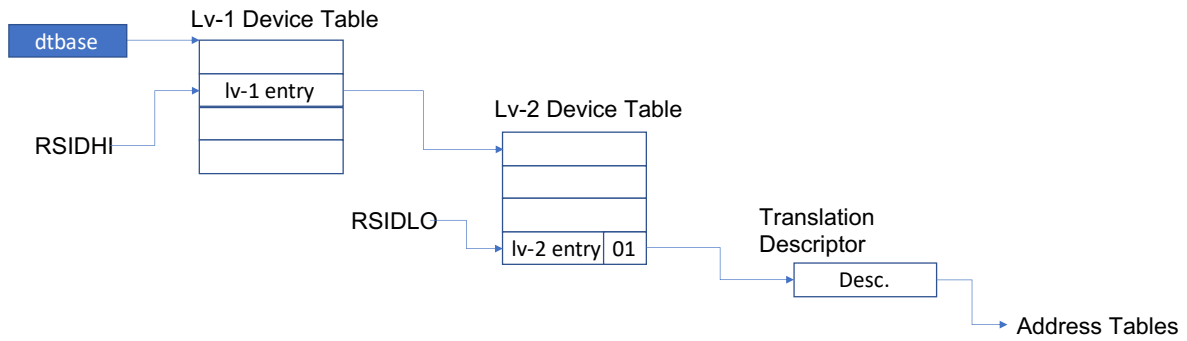 Lv-1 Device Table
dtbase
lv-1 entry
Lv-2 Device Table
RSIDHI
RSIDLO
Translation
Descriptor
lv-2 entry 01
Desc.
Address Tables